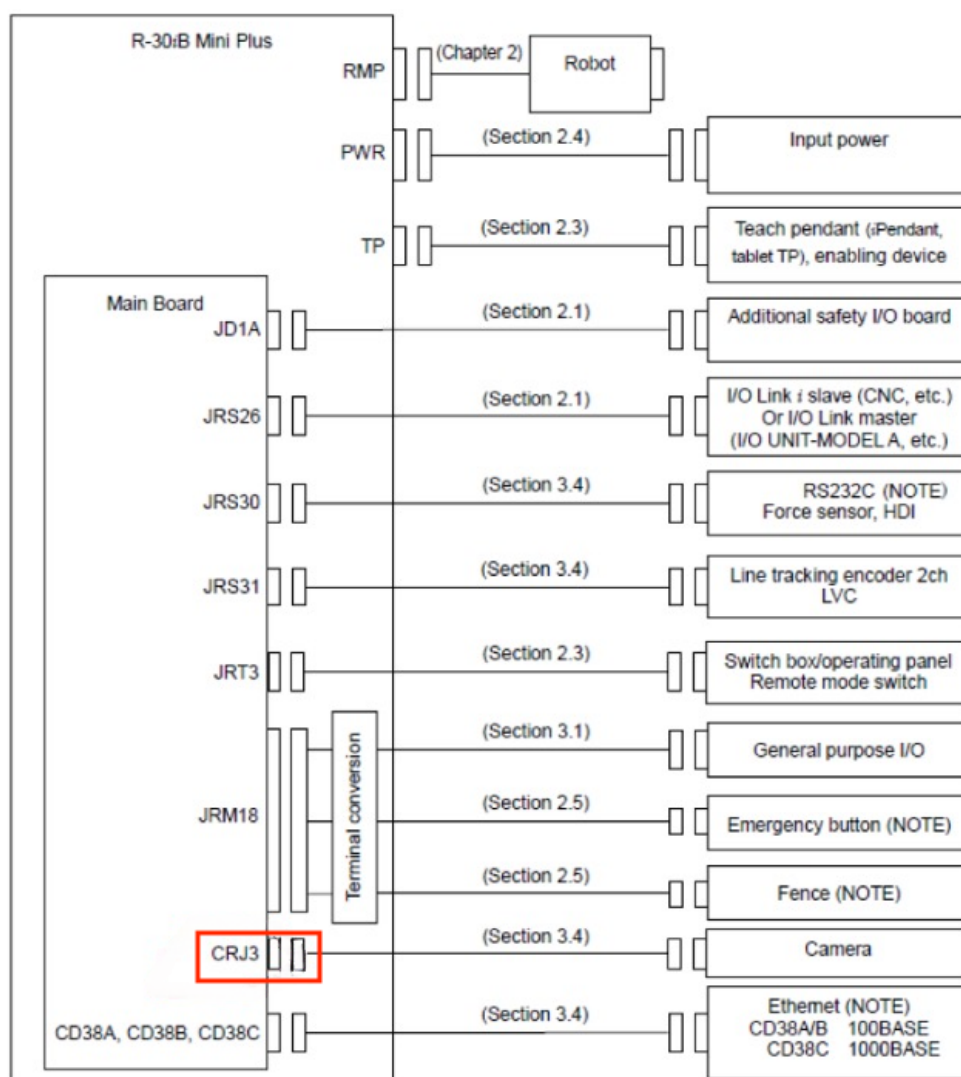 R-30iB Mini Plus
RMP
(Chapter 2)
Robot
PWR
(Section 2.4)
Input power
TP
(Section 2.3)
Teach pendant (iPendant,
tablet TP), enabling device
Main Board
JD1A
(Section 2.1)
Additional safety I/O board
JRS26
(Section 2.1)
I/O Link i slave (CNC, etc.)
Or I/O Link master
(I/O UNIT-MODEL A, etc.)
JRS30
(Section 3.4)
RS232C (NOTE)
Force sensor, HDI
JRS31
(Section 3.4)
Line tracking encoder 2ch
LVC
JRT3
(Section 2.3)
Switch box/operating panel
Remote mode switch
JRM18
Terminal conversion
(Section 3.1)
General purpose I/O
(Section 2.5)
Emergency button (NOTE)
(Section 2.5)
Fence (NOTE)
CRJ3
(Section 3.4)
Camera
CD38A, CD38B, CD38C
(Section 3.4)
Ethernet (NOTE)
CD38A/B 100BASE
CD38C 1000BASE